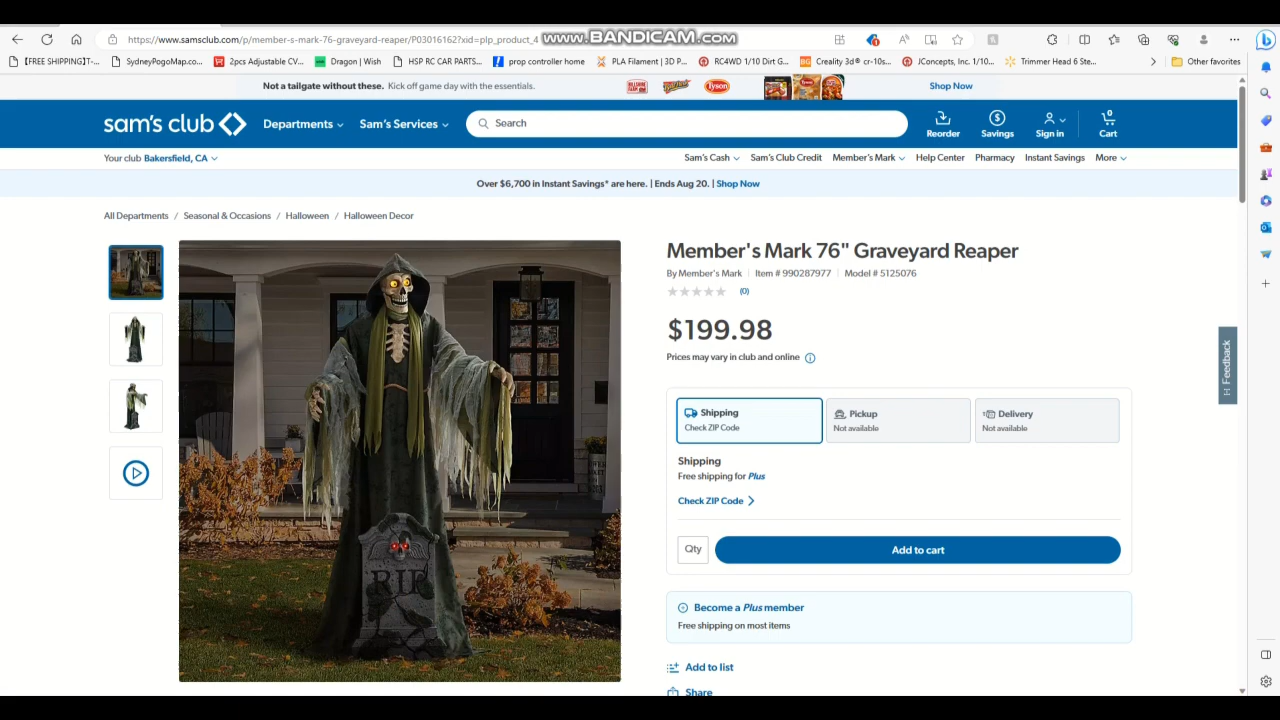 https://www.samsclub.com/p/member-s-mark-76-graveyard-reaper/P03016162?xid=plp_product_4
www.BANDICAM.com
【FREE SHIPPING】T-...
SydneyPogoMap.co...
2pcs Adjustable CV...
Dragon | Wish
HSP RC CAR PARTS...
prop controller home
PLA Filament | 3D P...
RC4WD 1/10 Dirt G...
Creality 3d® cr-10s...
JConcepts, Inc. 1/10...
Trimmer Head 6 Ste...
Other favorites
Not a tailgate without these. Kick off game day with the essentials.
Tyson
Shop Now
sam's club
Departments
Sam's Services
Search
Reorder
Savings
Sign in
0
Cart
Your club Bakersfield, CA
Sam's Cash
Sam's Club Credit
Member's Mark
Help Center
Pharmacy
Instant Savings
More
Over $6,700 in Instant Savings* are here. | Ends Aug 20. | Shop Now
All Departments / Seasonal & Occasions / Halloween / Halloween Decor
Member's Mark 76" Graveyard Reaper
By Member's Mark | Item # 990287977 | Model # 5125076
(0)
$199.98
Prices may vary in club and online
Shipping
Check ZIP Code
Pickup
Not available
Delivery
Not available
Shipping
Free shipping for Plus
Check ZIP Code
Qty
Add to cart
Become a Plus member
Free shipping on most items
Add to list
Share
Feedback
RIP